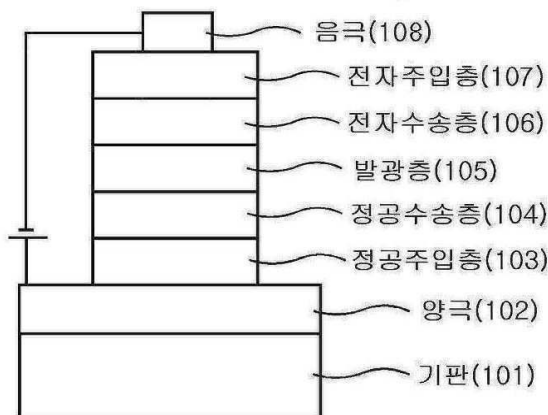 음극(108)
전자주입층(107)
전자수송층(106)
발광층(105)
정공수송층(104)
정공주입층(103)
양극(102)
기판(101)